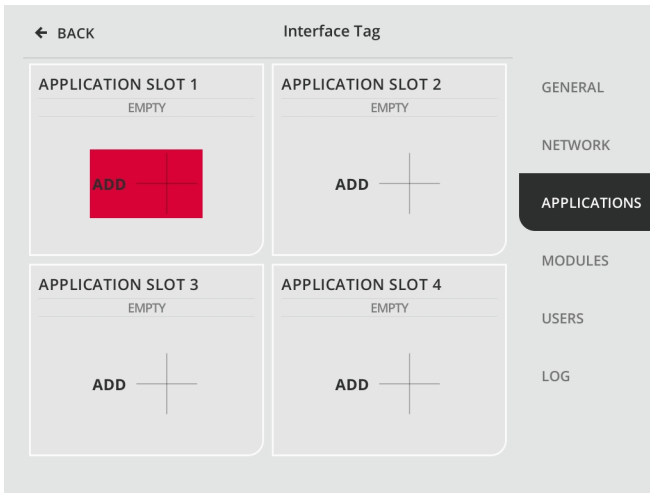 BACK
Interface Tag
APPLICATION SLOT 1
EMPTY
ADD
APPLICATION SLOT 2
EMPTY
ADD
APPLICATION SLOT 3
EMPTY
ADD
APPLICATION SLOT 4
EMPTY
ADD
GENERAL
NETWORK
APPLICATIONS
MODULES
USERS
LOG